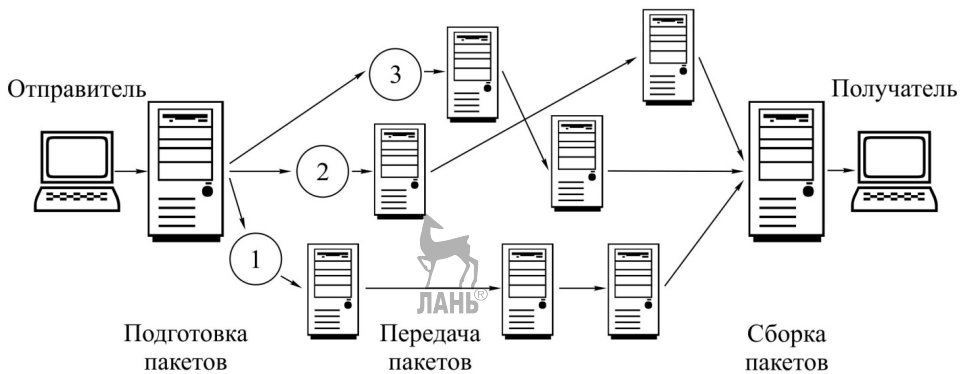 Отправитель
3
Получатель
2
1
ЛАНЬ®
Подготовка
пакетов
Передача
пакетов
Сборка
пакетов